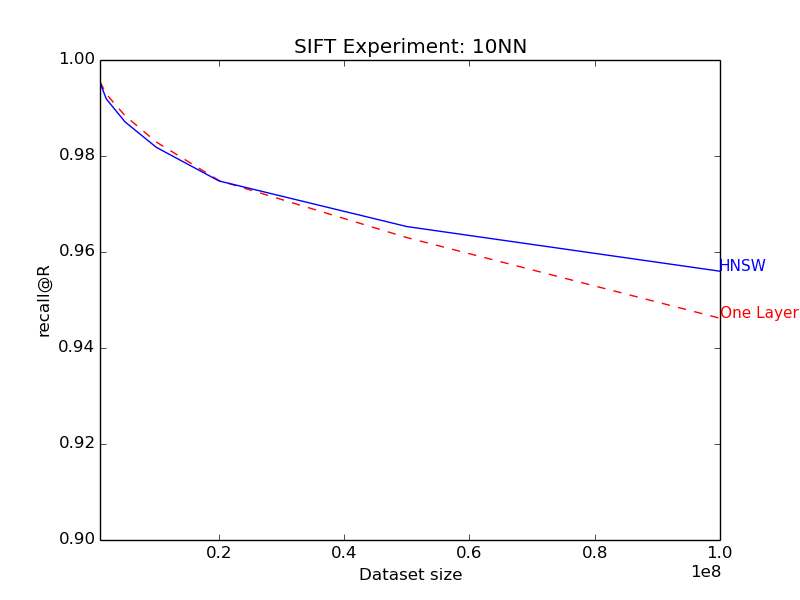 SIFT Experiment: 10NN
recall@R
1.00
0.98
0.96
0.94
0.92
0.90
HNSW
One Layer
0.2
0.4
0.6
0.8
1.0
1e8
Dataset size